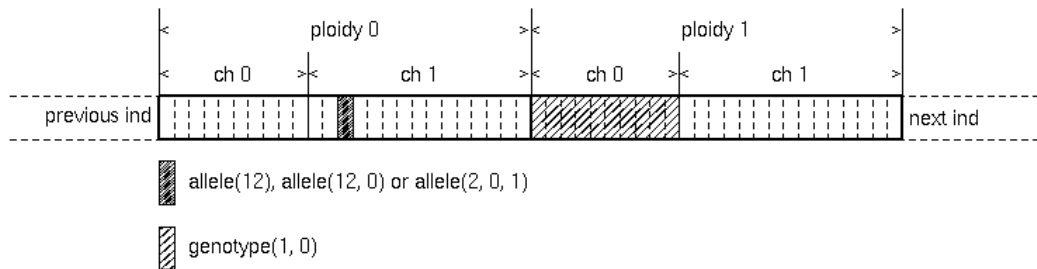 ploidy 0 ploidy 1
ch 0 ch 1 ch 0 ch 1
previous ind next ind
allele(12), allele(12, 0) or allele(2, 0, 1)
genotype(1, 0)